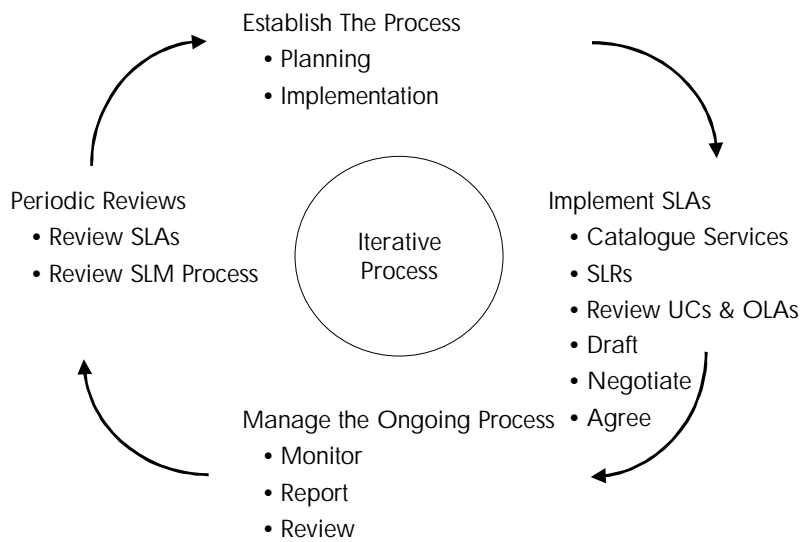 Establish The Process
• Planning
• Implementation
Implement SLAs
• Catalogue Services
• SLRs
• Review UCs & OLAs
• Draft
• Negotiate
• Agree
Manage the Ongoing Process
• Monitor
• Report
• Review
Periodic Reviews
• Review SLAs
• Review SLM Process
Iterative
Process